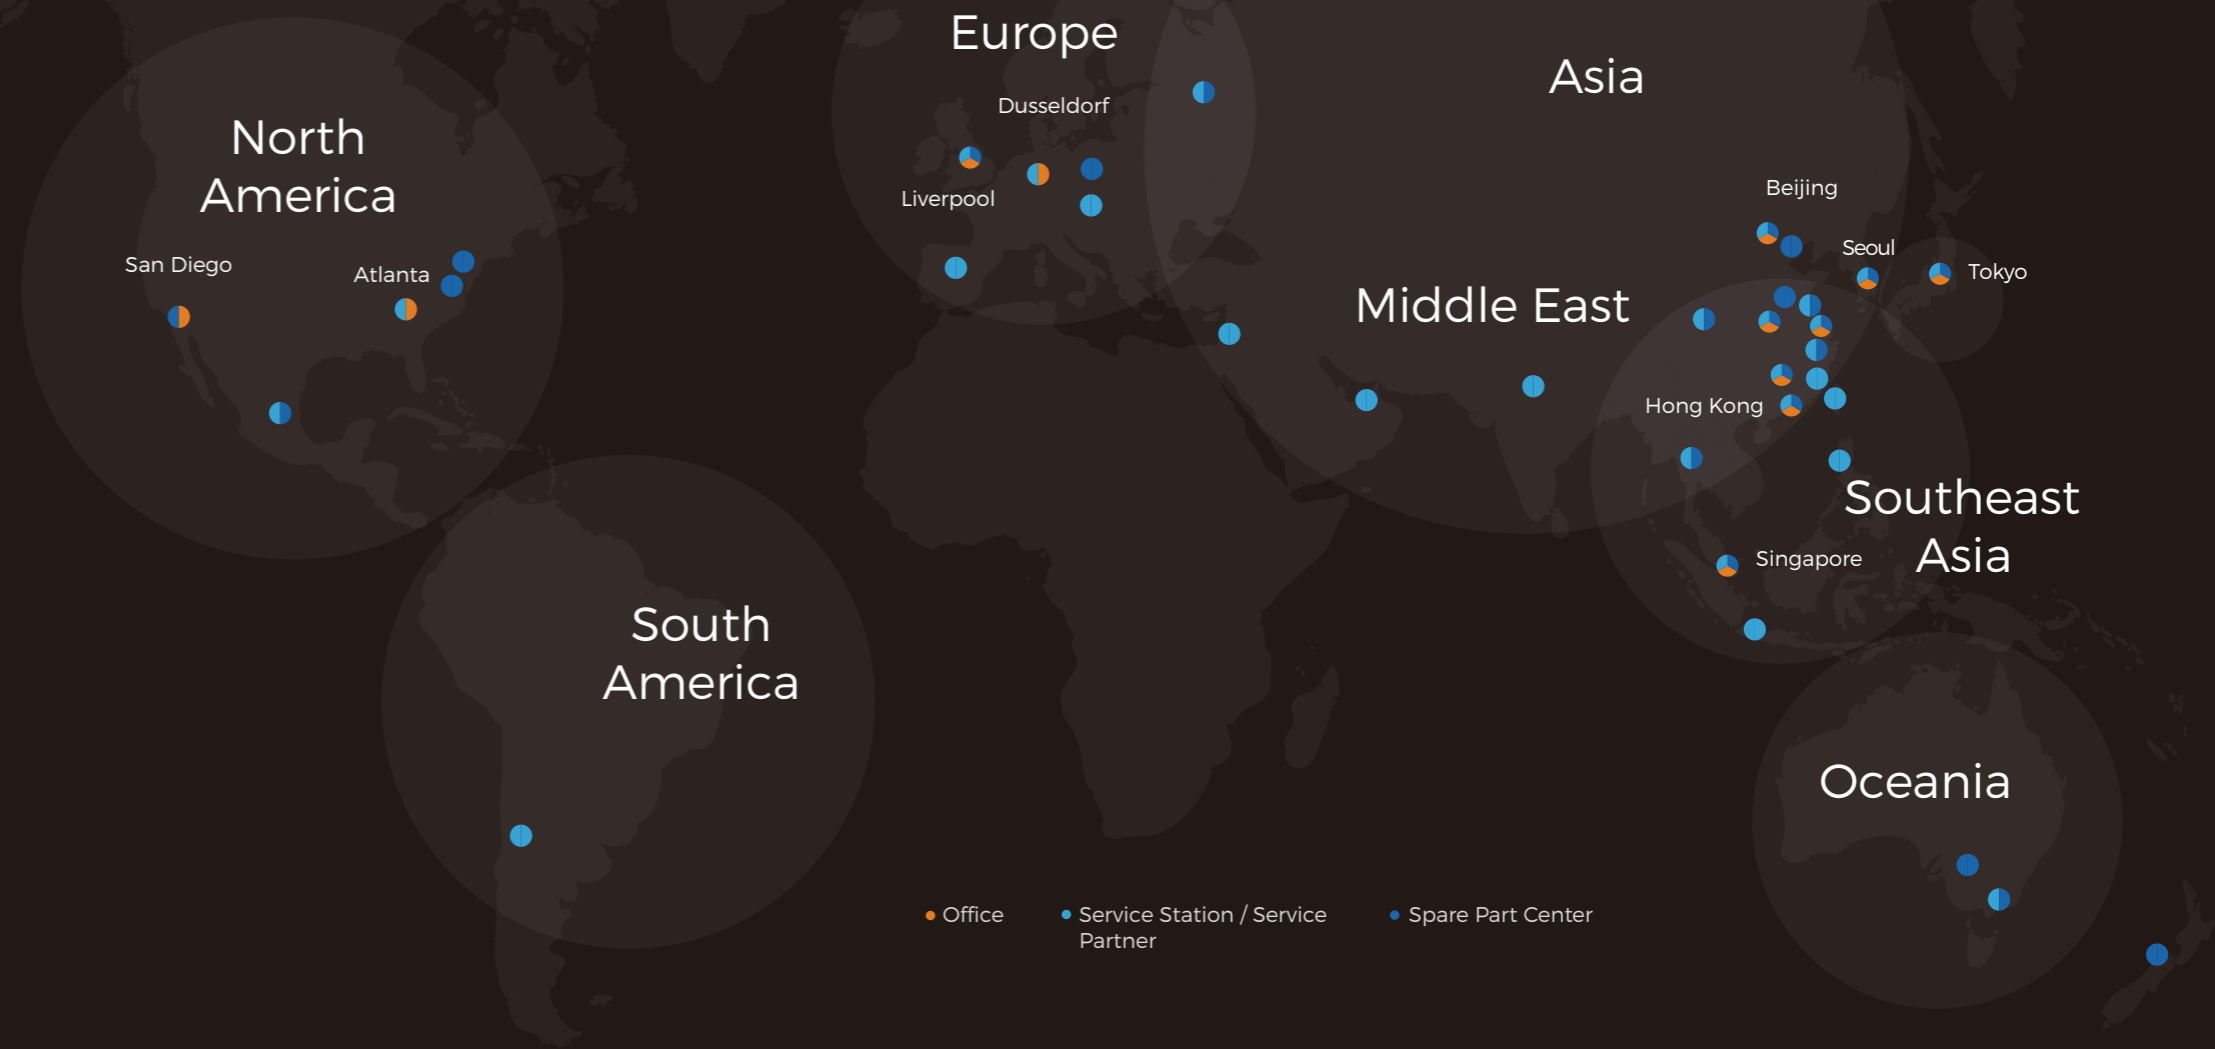 Europe
Asia
Dusseldorf
North
America
Liverpool
Beijing
Seoul
Tokyo
San Diego
Atlanta
Middle East
Hong Kong
Southeast
Asia
Singapore
South
America
Oceania
Office
Service Station / Service
Partner
Spare Part Center